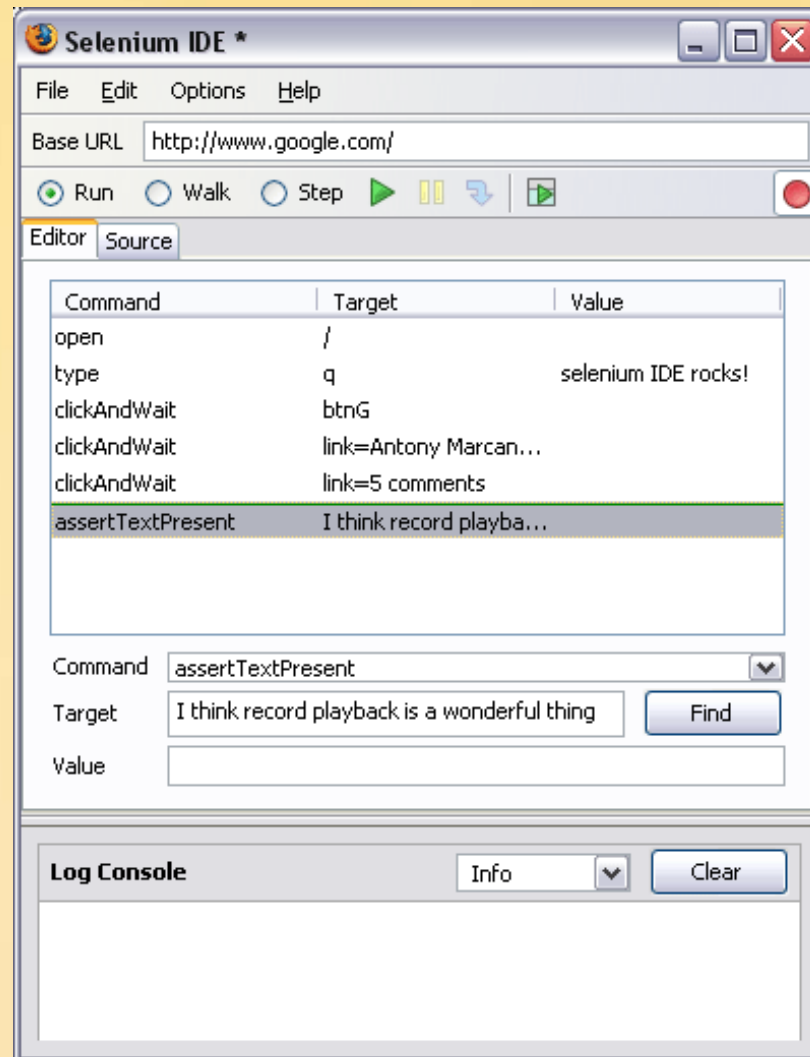 Selenium IDE *
File Edit Options Help
Base URL http://www.google.com/
Run Walk Step
Editor Source
Command Target Value
open /
type q selenium IDE rocks!
clickAndWait btnG
clickAndWait link=Antony Marcan...
clickAndWait link=5 comments
assertTextPresent I think record playba...
Command assertTextPresent
Target I think record playback is a wonderful thing Find
Value
Log Console Info Clear